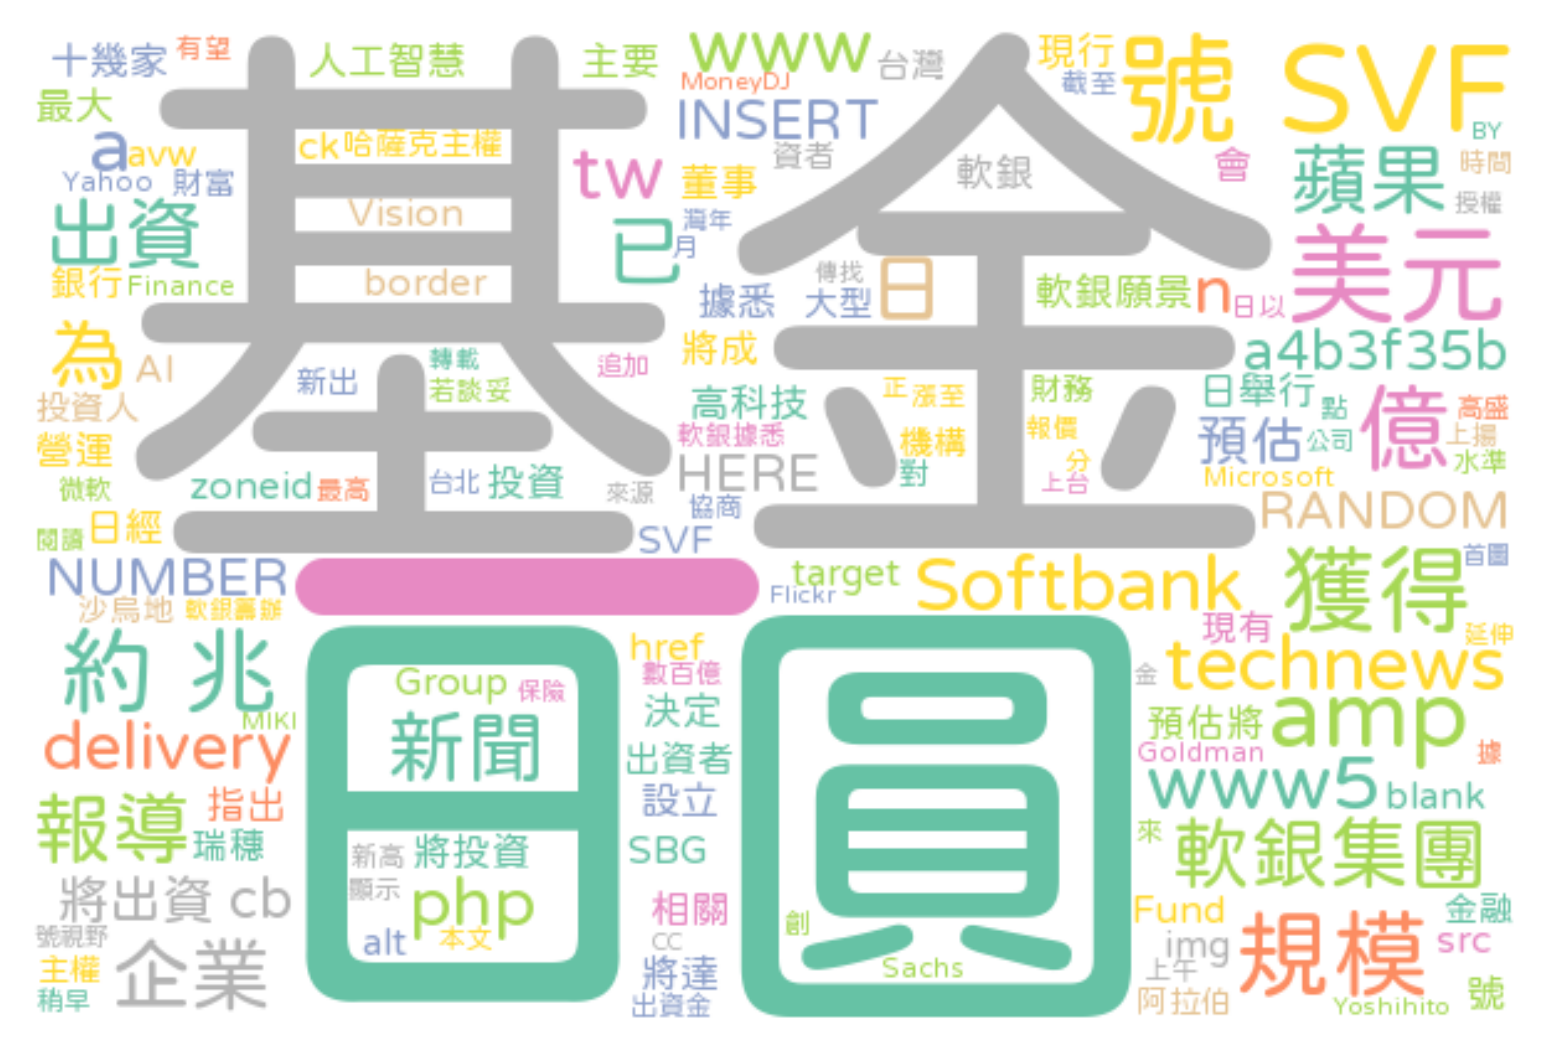 十幾家 有望 人工智慧 主要 www 台灣 現行 號 SVF
最大 MoneyDJ INSERT 截至 BY
a avw ck 哈薩克主權 tw 董事 資者 軟銀 會 蘋果 時間
Yahoo 財富 Vision 已 灣年 授權
出資 月 美元
銀行 Finance border 據悉 傳找 大型 日 軟銀願景 n 日以
基金
為 AI 新出 轉載 追加 將成 a4b3f35b
投資人 若談妥 高科技 正 漲至 財務 日舉行 點 億 高盛
營運 軟銀據悉 機構 報價 預估 公司 上揚
微軟 zoneid 最高 台北 投資 來源 HERE 對 分 上台 Microsoft 水準
閱讀 日經 協商 RANDOM
SVF
NUMBER 一 target Softbank 獲得 首圖
沙烏地 軟銀籌辦 Flickr 現有 延伸
約 兆 href 數百億 金 technews
日圓
Group 保險 決定 預估將 amp
MIKI 新聞
delivery 出資者 Goldman 據
報導 指出 設立 www5 blank
瑞穗 新高 將投資 SBG 來 軟銀集團
將出資 cb 顯示 php 相關 創 Fund 金融
號視野 alt 本文 CC img 規模 src
主權 企業 將達 Sachs 上午
稍早 出資金 阿拉伯 Yoshihito 號
員